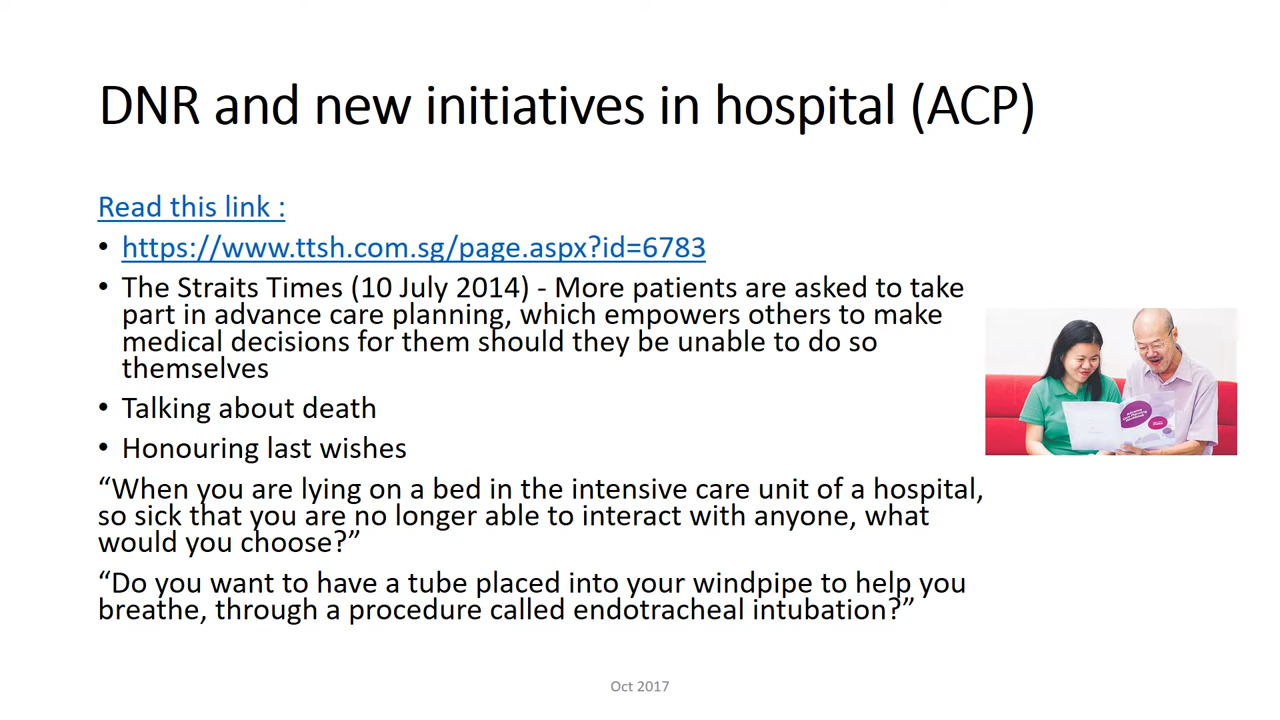 DNR and new initiatives in hospital (ACP)
Read this link :
• https://www.ttsh.com.sg/page.aspx?id=6783
• The Straits Times (10 July 2014) - More patients are asked to take
part in advance care planning, which empowers others to make
medical decisions for them should they be unable to do so
themselves
• Talking about death
• Honouring last wishes
“When you are lying on a bed in the intensive care unit of a hospital,
so sick that you are no longer able to interact with anyone, what
would you choose?”
“Do you want to have a tube placed into your windpipe to help you
breathe, through a procedure called endotracheal intubation?”
Oct 2017